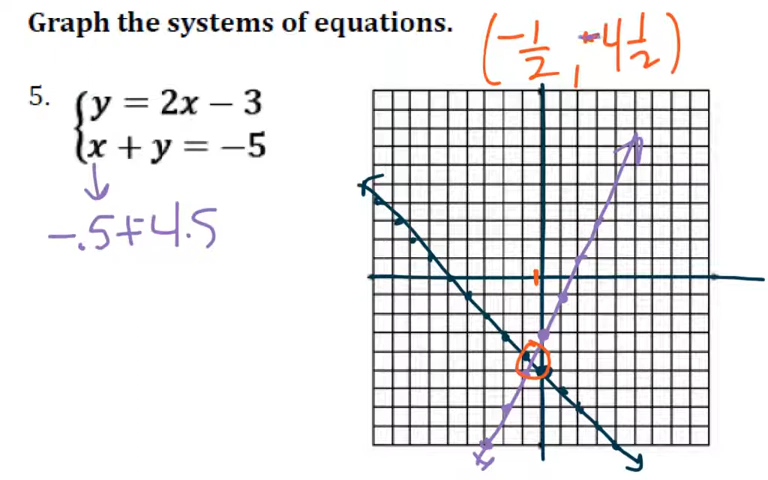 Graph the systems of equations.
(-1/2, -4 1/2)
5. { y = 2x − 3
x + y = −5
-.5 + 4.5